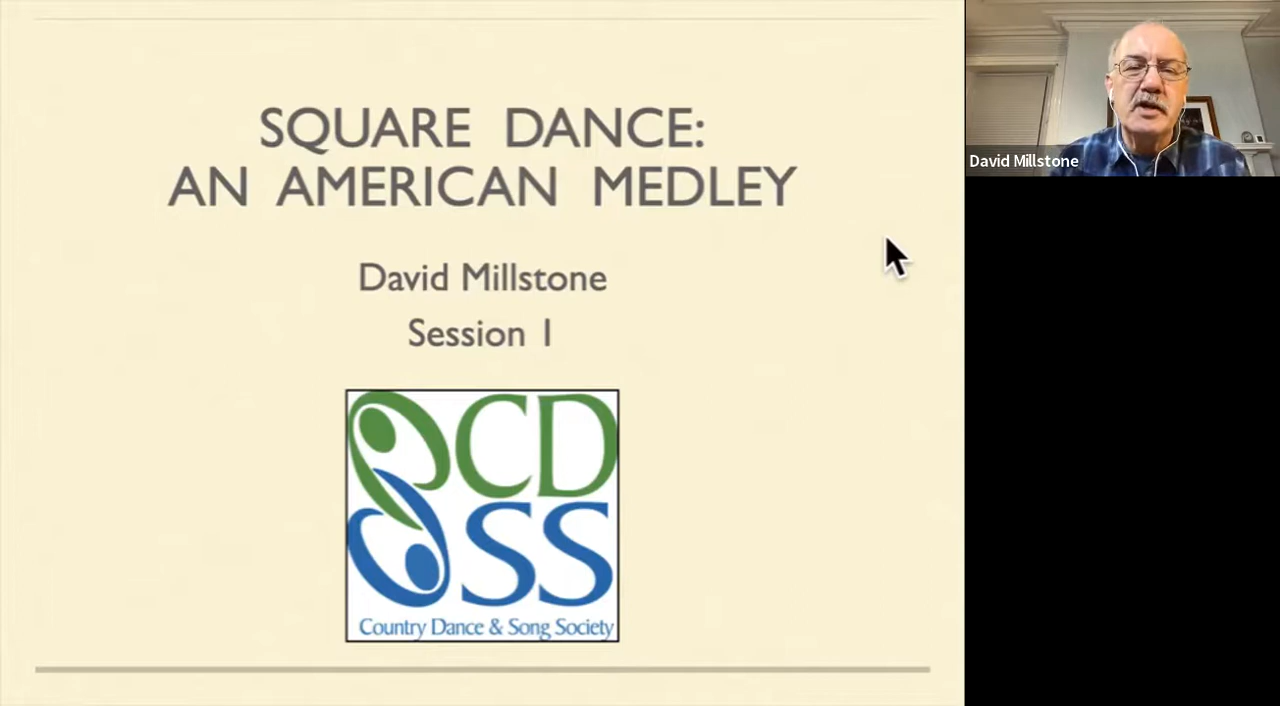 SQUARE DANCE:
AN AMERICAN MEDLEY
David Millstone
Session 1
CD
SS
Country Dance & Song Society
David Millstone